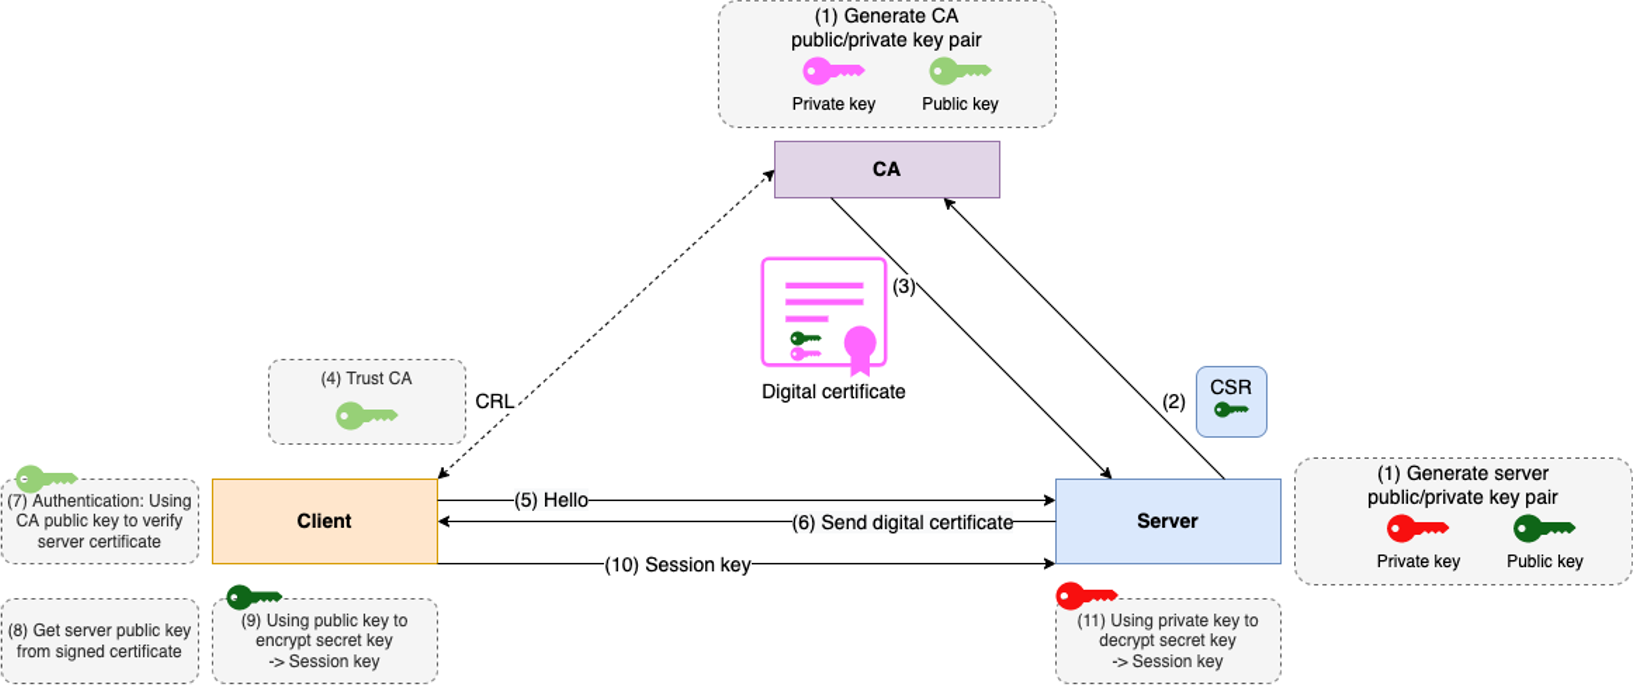 (1) Generate CA
public/private key pair
Private key
Public key
CA
(3)
Digital certificate
(4) Trust CA
CRL
(2)
CSR
(1) Generate server
public/private key pair
Private key
Public key
(7) Authentication: Using
CA public key to verify
server certificate
Client
(5) Hello
(6) Send digital certificate
(10) Session key
Server
(8) Get server public key
from signed certificate
(9) Using public key to
encrypt secret key
-> Session key
(11) Using private key to
decrypt secret key
-> Session key